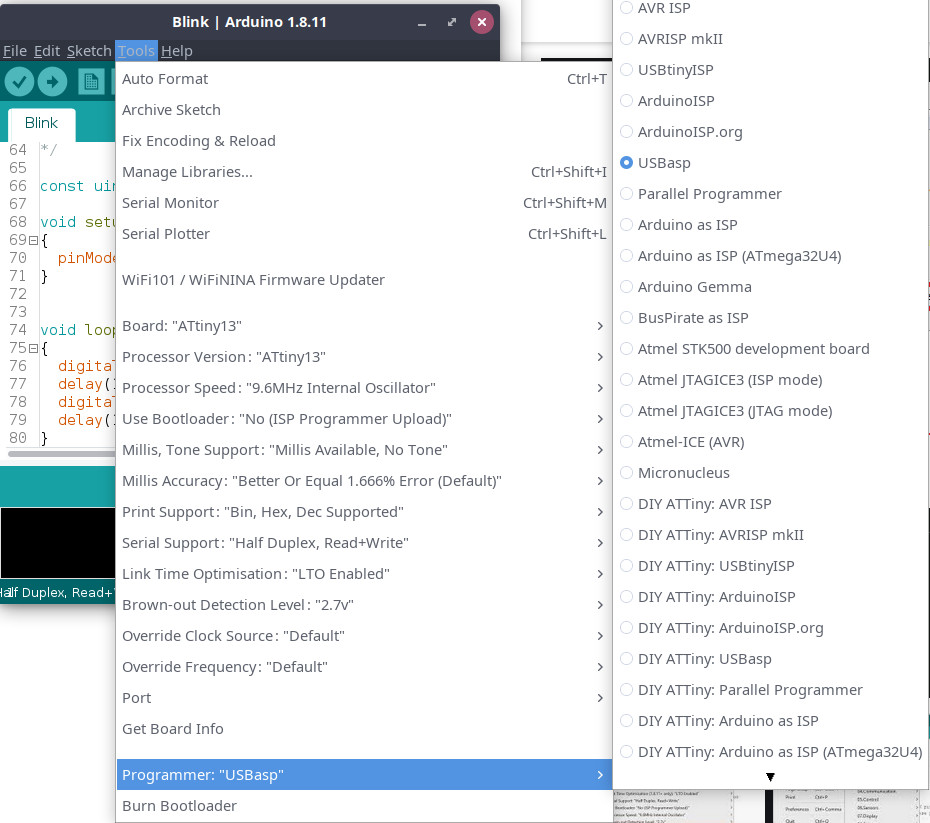 Blink | Arduino 1.8.11
File Edit Sketch Tools Help
Blink
64 */
65
66 const uin
67
68 void setu
69 {
70 pinMode
71 }
72
73
74 void loop
75 {
76 digital
77 delay(
78 digital
79 delay(
80 }
Half Duplex, Read+
Auto Format Ctrl+T
Archive Sketch
Fix Encoding & Reload
Manage Libraries... Ctrl+Shift+I
Serial Monitor Ctrl+Shift+M
Serial Plotter Ctrl+Shift+L
WiFi101 / WiFiNINA Firmware Updater
Board: "ATtiny13"
Processor Version: "ATtiny13"
Processor Speed: "9.6MHz Internal Oscillator"
Use Bootloader: "No (ISP Programmer Upload)"
Millis, Tone Support: "Millis Available, No Tone"
Millis Accuracy: "Better Or Equal 1.666% Error (Default)"
Print Support: "Bin, Hex, Dec Supported"
Serial Support: "Half Duplex, Read+Write"
Link Time Optimisation: "LTO Enabled"
Brown-out Detection Level: "2.7v"
Override Clock Source: "Default"
Override Frequency: "Default"
Port
Get Board Info
Programmer: "USBasp"
Burn Bootloader
AVR ISP
AVRISP mkII
USBtinyISP
ArduinoISP
ArduinoISP.org
USBasp
Parallel Programmer
Arduino as ISP
Arduino as ISP (ATmega32U4)
Arduino Gemma
BusPirate as ISP
Atmel STK500 development board
Atmel JTAGICE3 (ISP mode)
Atmel JTAGICE3 (JTAG mode)
Atmel-ICE (AVR)
Micronucleus
DIY ATTiny: AVR ISP
DIY ATTiny: AVRISP mkII
DIY ATTiny: USBtinyISP
DIY ATTiny: ArduinoISP
DIY ATTiny: ArduinoISP.org
DIY ATTiny: USBasp
DIY ATTiny: Parallel Programmer
DIY ATTiny: Arduino as ISP
DIY ATTiny: Arduino as ISP (ATmega32U4)